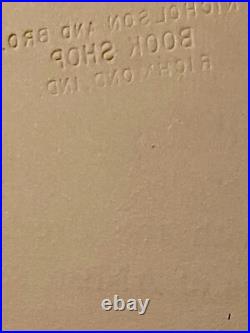 NICHOLSON AND BRO.
BOOK SHOP
RICHMOND, IND